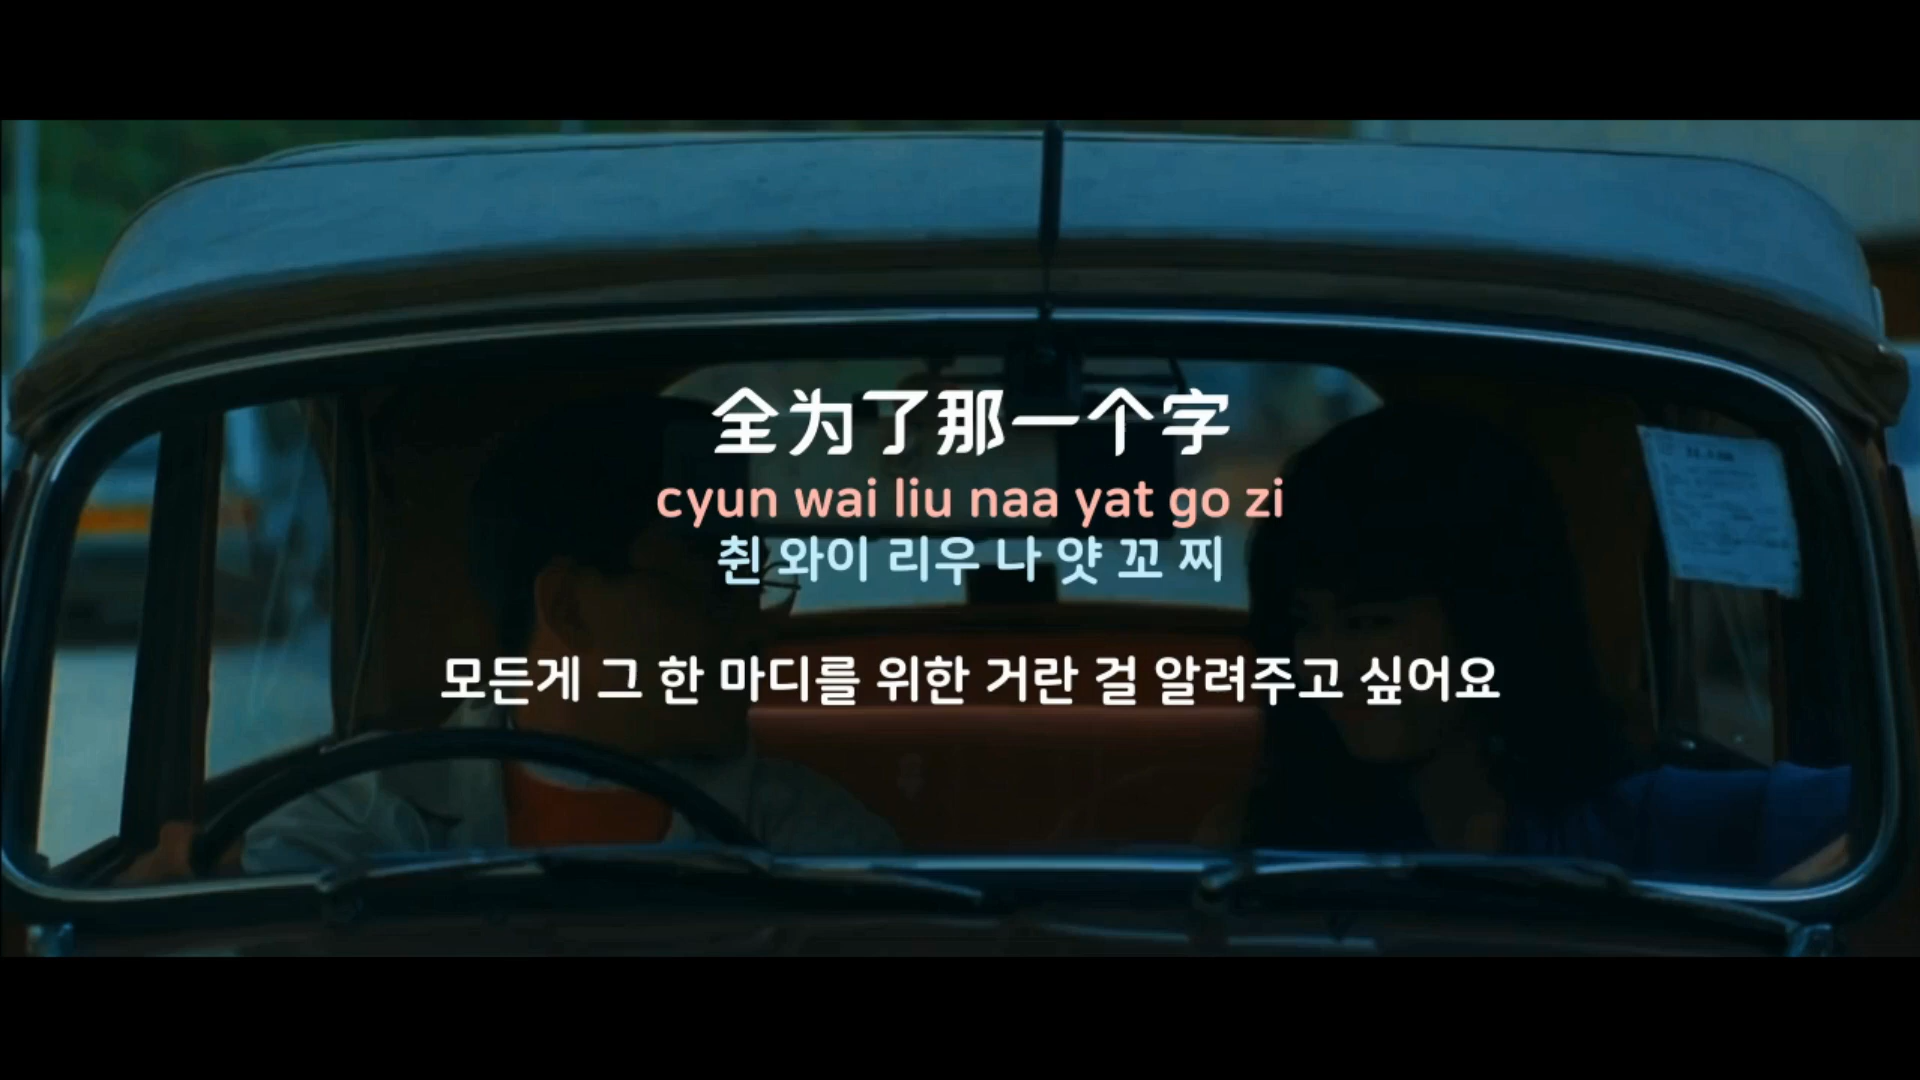 全为了那一个字
cyun wai liu naa yat go zi
췬 와이 리우 나 얏 꼬 찌
모든게 그 한 마디를 위한 거란 걸 알려주고 싶어요